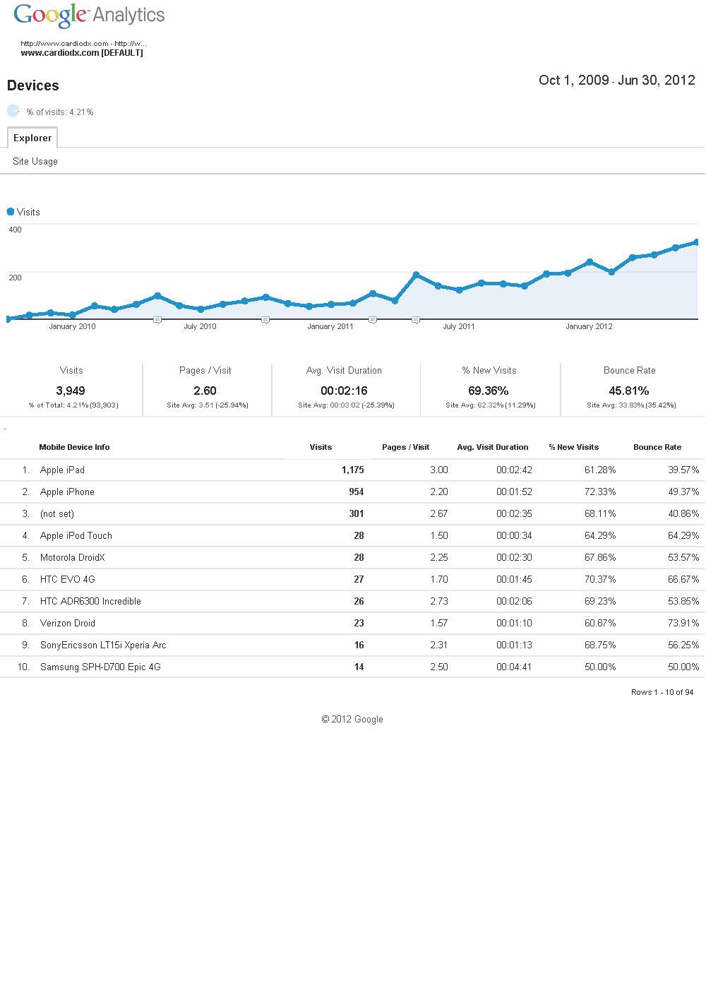 Google Analytics
http://www.cardiodx.com - http://w...
www.cardiodx.com [DEFAULT]
Devices
Oct 1, 2009 - Jun 30, 2012
% of visits: 4.21%
Explorer
Site Usage
Visits
400
200
January 2010 July 2010 January 2011 July 2011 January 2012
Visits Pages / Visit Avg. Visit Duration % New Visits Bounce Rate
3,949 2.60 00:02:16 69.36% 45.81%
% of Total: 4.21% (93,903) Site Avg: 3.51 (-25.94%) Site Avg: 00:03:02 (-25.39%) Site Avg: 62.32% (11.29%) Site Avg: 33.83% (35.42%)
Mobile Device Info Visits Pages / Visit Avg. Visit Duration % New Visits Bounce Rate
1. Apple iPad 1,175 3.00 00:02:42 61.28% 39.57%
2. Apple iPhone 954 2.20 00:01:52 72.33% 49.37%
3. (not set) 301 2.67 00:02:35 68.11% 40.86%
4. Apple iPod Touch 28 1.50 00:00:34 64.29% 64.29%
5. Motorola DroidX 28 2.25 00:02:30 67.86% 53.57%
6. HTC EVO 4G 27 1.70 00:01:45 70.37% 66.67%
7. HTC ADR6300 Incredible 26 2.73 00:02:06 69.23% 53.85%
8. Verizon Droid 23 1.57 00:01:10 60.87% 73.91%
9. SonyEricsson LT15i Xperia Arc 16 2.31 00:01:13 68.75% 56.25%
10. Samsung SPH-D700 Epic 4G 14 2.50 00:04:41 50.00% 50.00%
Rows 1 - 10 of 94
© 2012 Google